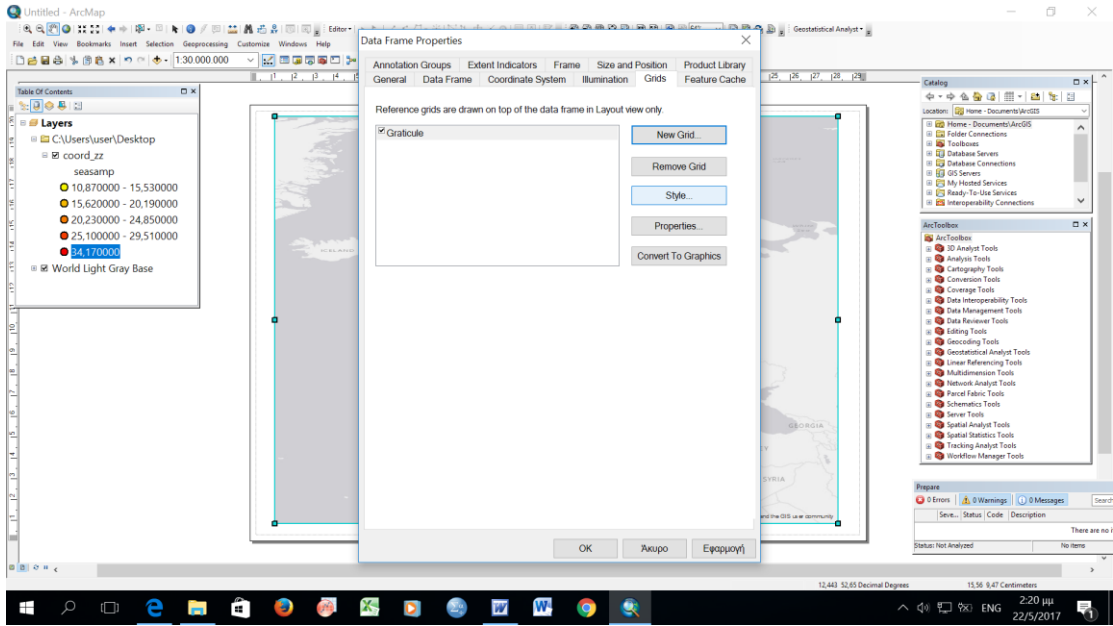 Untitled - ArcMap
Editor
Geostatistical Analyst
File Edit View Bookmarks Insert Selection Geoprocessing Customize Windows Help
1:30.000.000
Table Of Contents
Layers
C:\Users\user\Desktop
coord_zz
seasamp
10,870000 - 15,530000
15,620000 - 20,190000
20,230000 - 24,850000
25,100000 - 29,510000
34,170000
World Light Gray Base
Data Frame Properties
Annotation Groups Extent Indicators Frame Size and Position Product Library
General Data Frame Coordinate System Illumination Grids Feature Cache
Reference grids are drawn on top of the data frame in Layout view only.
Graticule
New Grid...
Remove Grid
Style...
Properties...
Convert To Graphics
OK Άκυρο Εφαρμογή
ICELAND
GEORGIA
SYRIA
and the GIS user community
Catalog
Location: Home - Documents\ArcGIS
Home - Documents\ArcGIS
Folder Connections
Toolboxes
Database Servers
Database Connections
GIS Servers
My Hosted Services
Ready-To-Use Services
Interoperability Connections
ArcToolbox
ArcToolbox
3D Analyst Tools
Analysis Tools
Cartography Tools
Conversion Tools
Coverage Tools
Data Interoperability Tools
Data Management Tools
Data Reviewer Tools
Editing Tools
Geocoding Tools
Geostatistical Analyst Tools
Linear Referencing Tools
Multidimension Tools
Network Analyst Tools
Parcel Fabric Tools
Schematics Tools
Server Tools
Spatial Analyst Tools
Spatial Statistics Tools
Tracking Analyst Tools
Workflow Manager Tools
Prepare
0 Errors 0 Warnings 0 Messages Search
Seve... Status Code Description
There are no i
Status: Not Analyzed No items
12,443 52,65 Decimal Degrees 15,56 9,47 Centimeters
ENG
2:20 μμ
22/5/2017